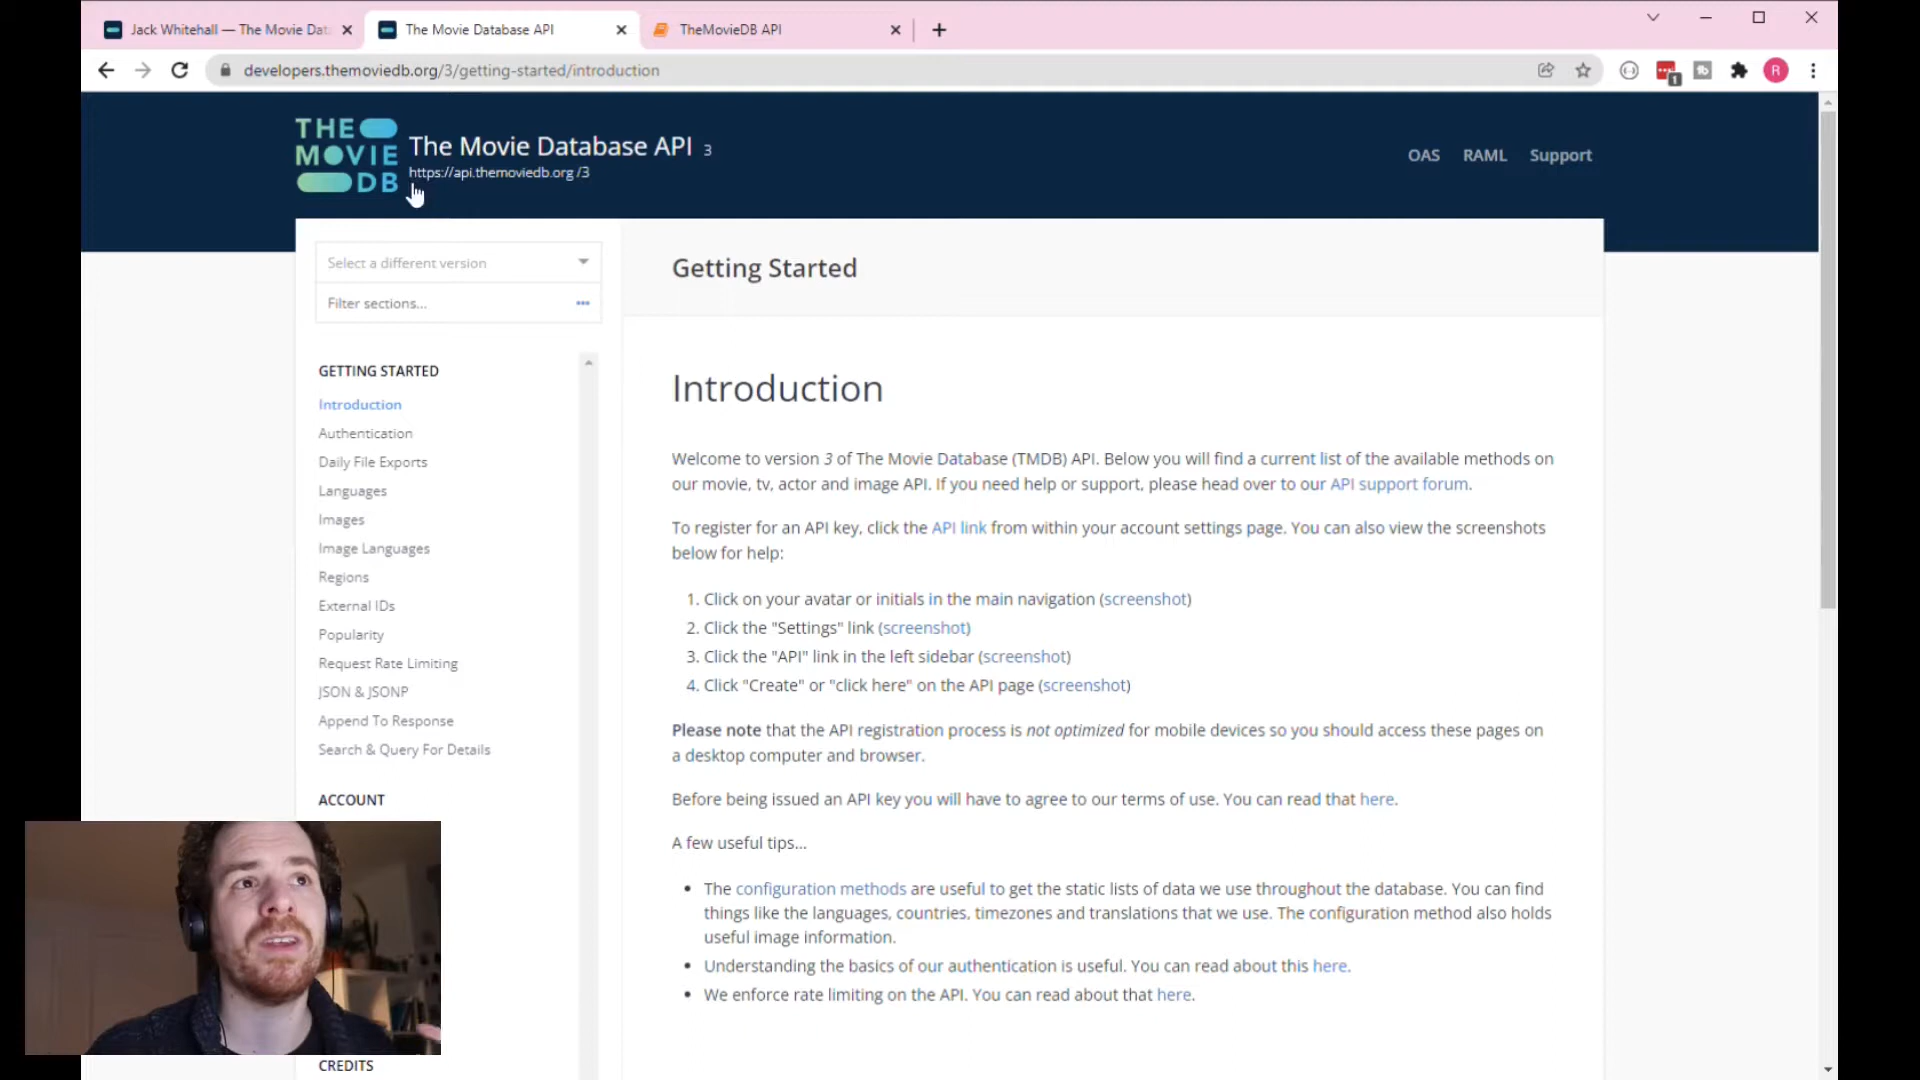 Jack Whitehall — The Movie Dat
The Movie Database API
TheMovieDB API
developers.themoviedb.org/3/getting-started/introduction
1
R
THE
MOVIE
DB
The Movie Database API 3
https://api.themoviedb.org /3
OAS
RAML
Support
Select a different version
Filter sections...
GETTING STARTED
Introduction
Authentication
Daily File Exports
Languages
Images
Image Languages
Regions
External IDs
Popularity
Request Rate Limiting
JSON & JSONP
Append To Response
Search & Query For Details
ACCOUNT
CREDITS
Getting Started
Introduction
Welcome to version 3 of The Movie Database (TMDB) API. Below you will find a current list of the available methods on
our movie, tv, actor and image API. If you need help or support, please head over to our API support forum.
To register for an API key, click the API link from within your account settings page. You can also view the screenshots
below for help:
1. Click on your avatar or initials in the main navigation (screenshot)
2. Click the "Settings" link (screenshot)
3. Click the "API" link in the left sidebar (screenshot)
4. Click "Create" or "click here" on the API page (screenshot)
Please note that the API registration process is not optimized for mobile devices so you should access these pages on
a desktop computer and browser.
Before being issued an API key you will have to agree to our terms of use. You can read that here.
A few useful tips...
• The configuration methods are useful to get the static lists of data we use throughout the database. You can find
things like the languages, countries, timezones and translations that we use. The configuration method also holds
useful image information.
• Understanding the basics of our authentication is useful. You can read about this here.
• We enforce rate limiting on the API. You can read about that here.